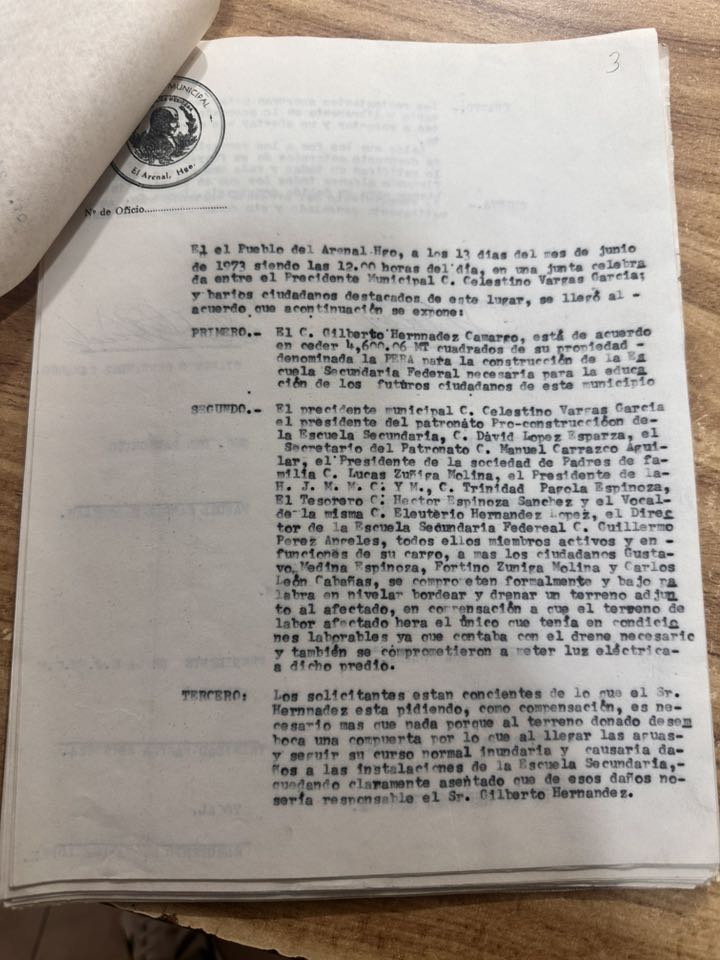 3
MUNICIPAL
El Arenal, Hgo.
Nº de Oficio..........................
El el Pueblo del Arenal Hgo, a los 13 dias del mes de junio
de 1973 siendo las 12.00 horas del día, en una junta celebra
da entre el Precidente Municipal C. Celestino Vargas Garcia;
y barios ciudadanos destacados de este lugar, se llegó al -
acuerdo que acontinuación se expone:
PRIMERO.- El C. Gilberto Hernnadez Camargo, está de acuerdo
en ceder 4,600.06 MT cuadrados de su propiedad -
denominada la PERA para la construcción de la Es
cuela Secundaria Federal necesaria para la educa
ción de los futuros ciudadanos de este municipio
SEGUNDO.- El precidente municipal C. Celestino Vargas Garcia
el presidente del patronáto Pro-construccióon de-
la Escuela Secundaria, C. Dávid Lopez Esparza, el
Secretario del Patronato C. Manuel Carrazco Agui-
lar, el Presidente de la sociedad de Padres de fa-
milia C. Lucas Zuñiga Molina, el Presidente de La-
H. J. M. M. C. Y M., C. Trinidad Pagola Espinoza,
El Tesorero C. Hector Espinoza Sanchez y el Vocal-
de la misma C. Eleuterio Hernandez Lopez, el Direc
tor de la Escuela Secundaria Federeal C. Guillermo
Perez Angeles, todos ellos miembros activos y en -
funciones de su cargo, a mas los ciudadanos Gusta-
vo Medina Espinoza, Fortino Zuniga Molina y Carlos
León Cabañas, se comprometen formalmente y bajo pa
labra en nivelar bordear y drenar un terreno adjun
to al afectado, en compensación a que el terreno de
labor afectado hera el único que tenía en condicio
nes laborables ya que contaba con el drene necesario
y también se comprometieron a meter luz eléctrica-
a dicho predio.
TERCERO: Los solicitantes estan concientes de lo que el Sr.
Hernnadez esta pidiendo, como compensación, es ne-
cesario mas que nada porque al terreno donado desem
boca una compuerta por lo que al llegar las aguas-
y seguir su curso normal inundaria y causaria da-
ños a las instalaciones de la Escuela Secundaria,-
quedando claramente asentado que de esos daños no-
sería responsable el Sr. Gilberto Hernandez.